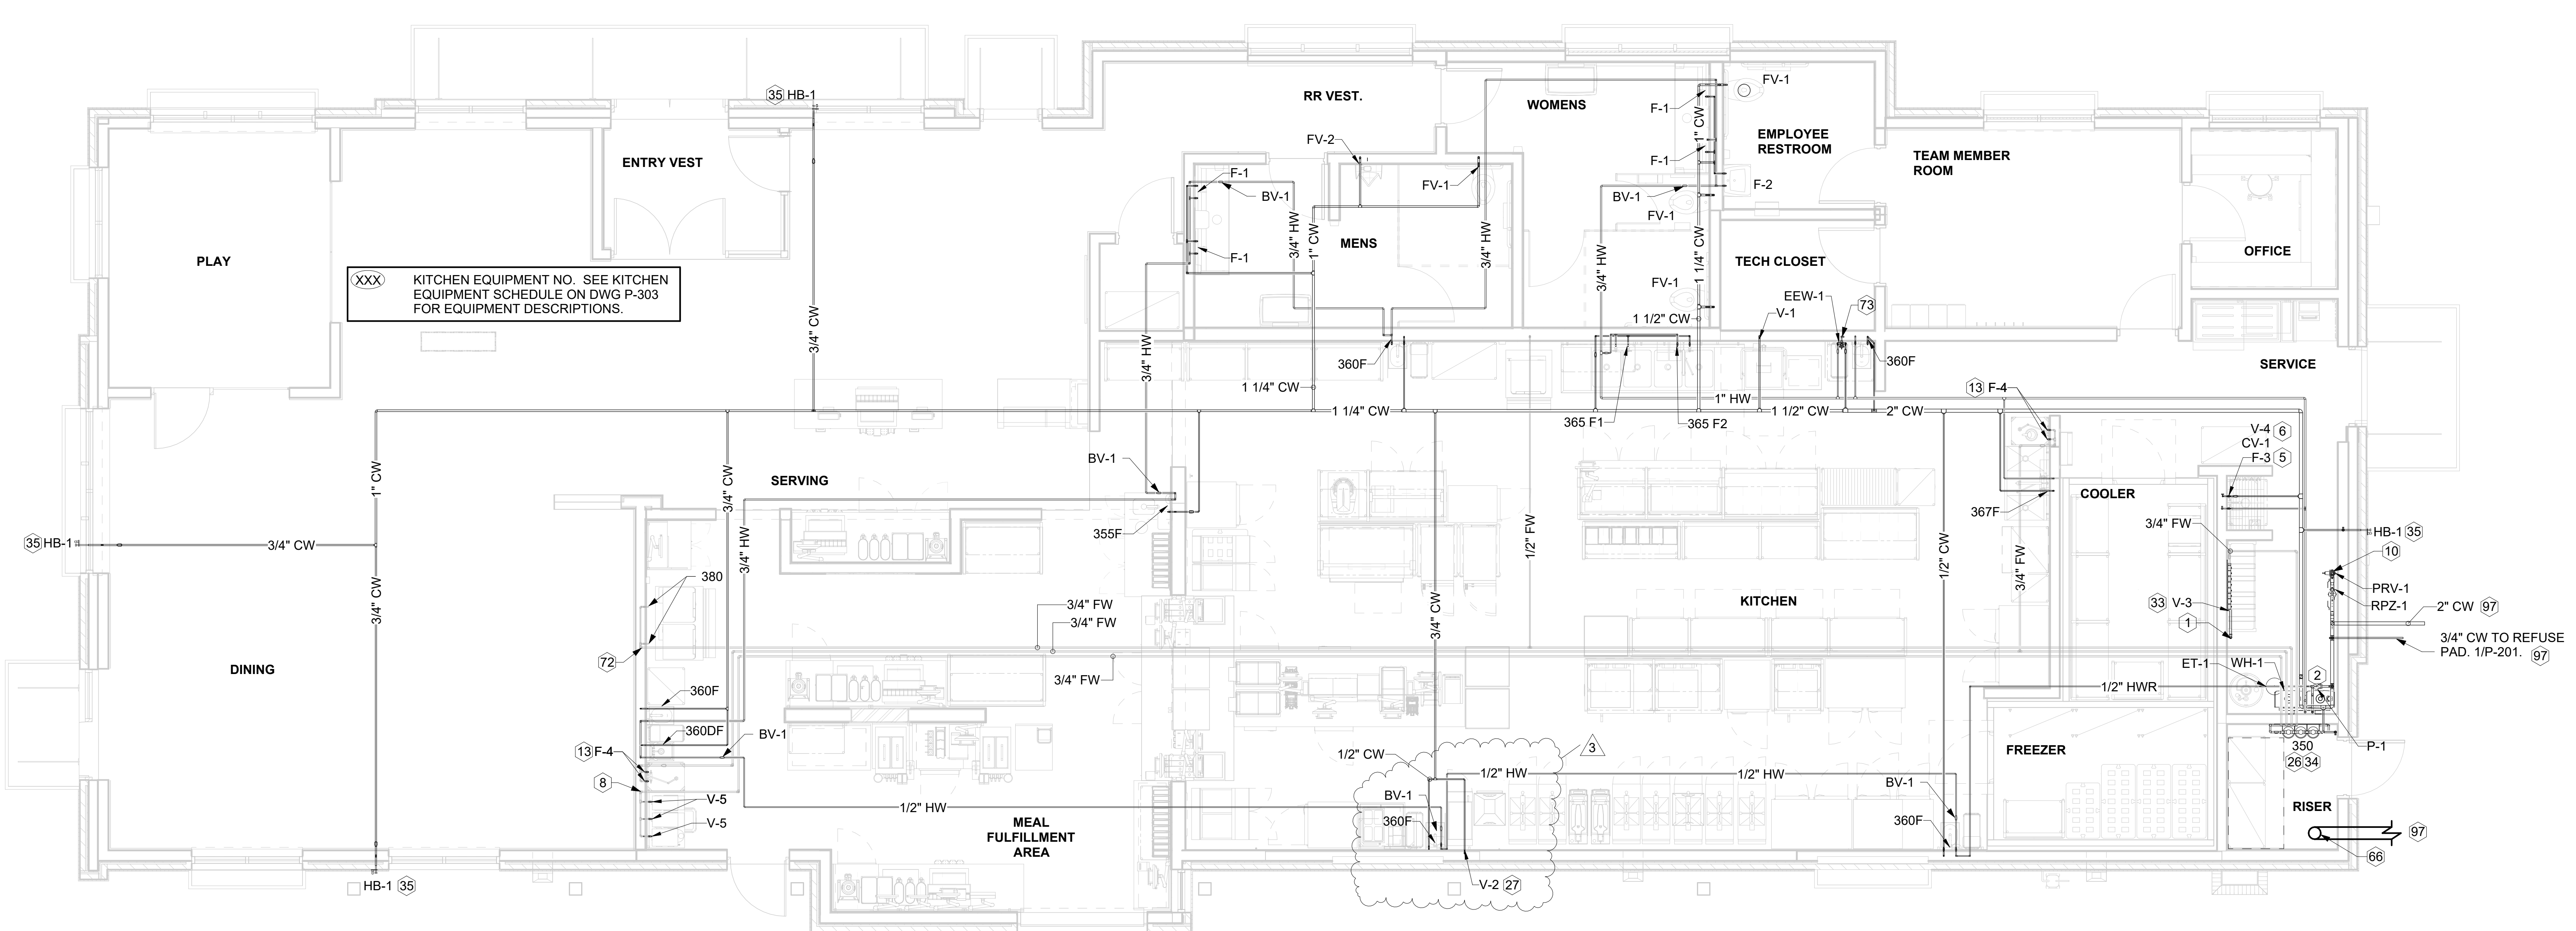 35 HB-1
ENTRY VEST
PLAY
XXX KITCHEN EQUIPMENT NO. SEE KITCHEN
EQUIPMENT SCHEDULE ON DWG P-303
FOR EQUIPMENT DESCRIPTIONS.
3/4" CW
RR VEST.
WOMENS
FV-2
FV-1
F-1
BV-1
F-1
3/4" HW
1" CW
MENS
3/4" HW
3/4" HW
1 1/4" CW
360F
FV-1
F-1
1" CW
F-1
EMPLOYEE
RESTROOM
F-2
BV-1
FV-1
3/4" HW
1 1/4" CW
FV-1
1 1/2" CW
TECH CLOSET
EEW-1
73
V-1
360F
TEAM MEMBER
ROOM
OFFICE
SERVICE
1 1/4" CW
1" HW
1 1/2" CW
2" CW
13 F-4
365 F1
365 F2
V-4 6
CV-1
F-3 5
1" CW
3/4" CW
SERVING
BV-1
355F
3/4" HW
1/2" FW
1/2" CW
367F
COOLER
3/4" FW
3/4" FW
HB-1 35
10
PRV-1
RPZ-1
35 HB-1
3/4" CW
3/4" CW
380
3/4" FW
3/4" FW
3/4" FW
3/4" CW
KITCHEN
33 V-3
1
2" CW 97
3/4" CW TO REFUSE
PAD. 1/P-201. 97
DINING
72
ET-1
WH-1
2
1/2" HWR
360F
360DF
BV-1
13 F-4
8
V-5
V-5
1/2" HW
MEAL
FULFILLMENT
AREA
1/2" CW
3
1/2" HW
1/2" HW
BV-1
360F
V-2 27
BV-1
360F
FREEZER
350
26 34
P-1
RISER
97
66
HB-1 35